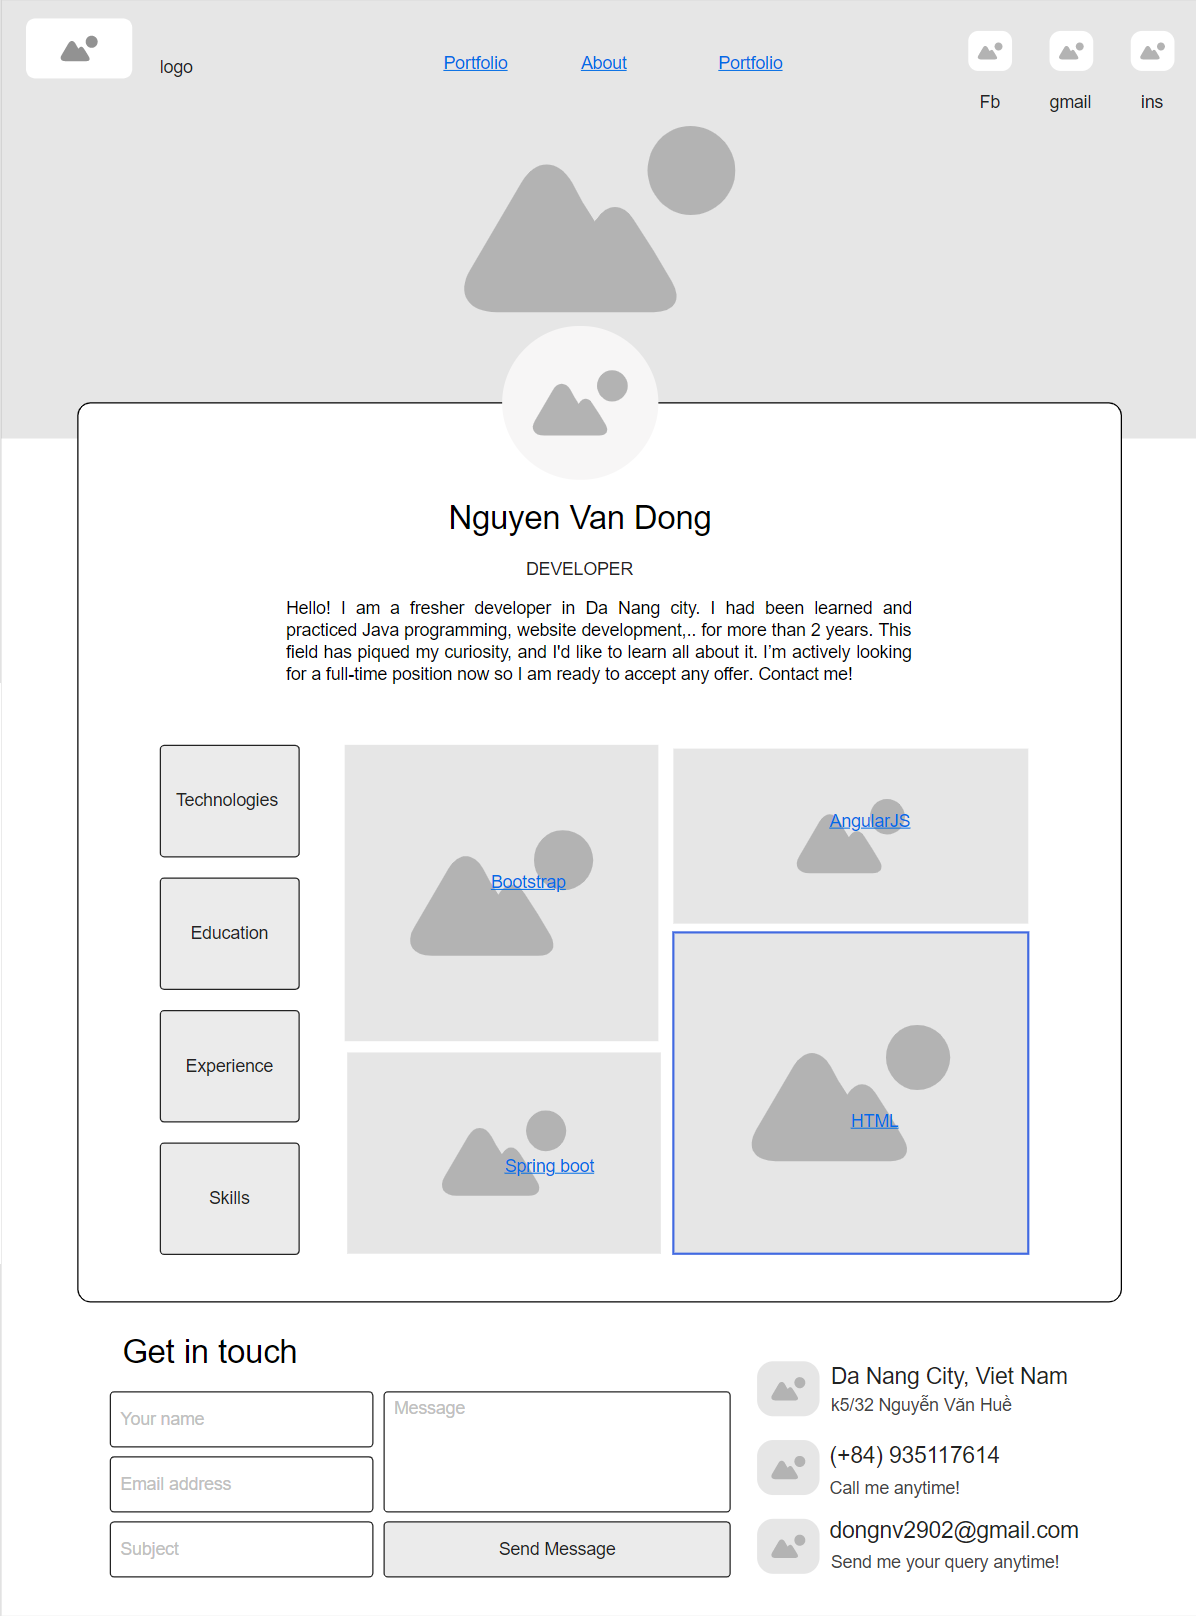 logo
Portfolio
About
Portfolio
Fb
gmail
ins
Nguyen Van Dong
DEVELOPER
Hello! I am a fresher developer in Da Nang city. I had been learned and
practiced Java programming, website development,.. for more than 2 years. This
field has piqued my curiosity, and I'd like to learn all about it. I’m actively looking
for a full-time position now so I am ready to accept any offer. Contact me!
Technologies
Education
Experience
Skills
Bootstrap
AngularJS
Spring boot
HTML
Get in touch
Your name
Email address
Subject
Message
Send Message
Da Nang City, Viet Nam
k5/32 Nguyễn Văn Huề
(+84) 935117614
Call me anytime!
dongnv2902@gmail.com
Send me your query anytime!